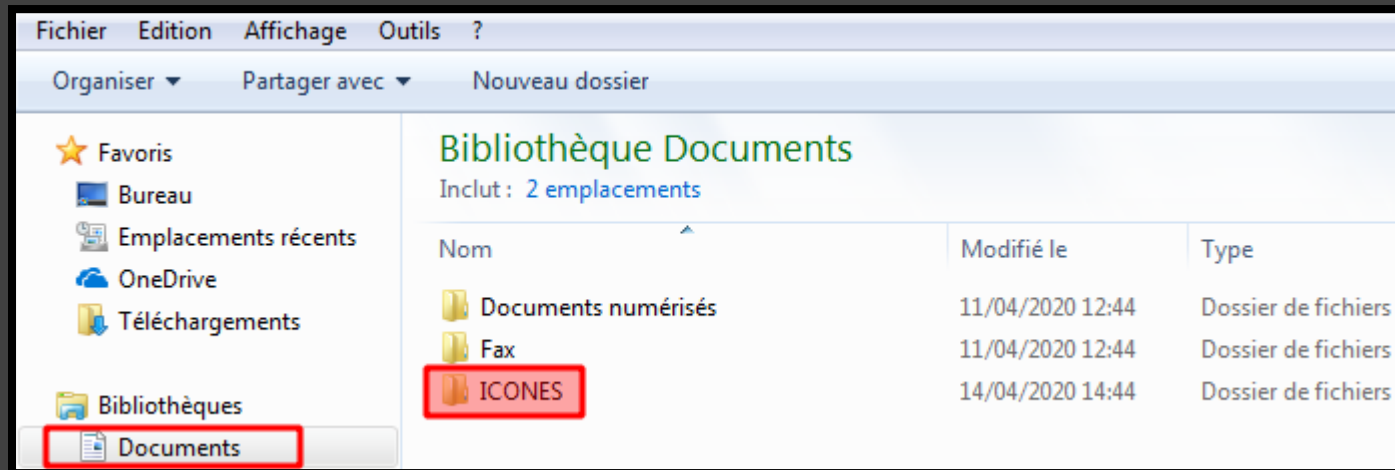 Fichier Edition Affichage Outils ?
Organiser Partager avec Nouveau dossier
Favoris
Bureau
Emplacements récents
OneDrive
Téléchargements
Bibliothèques
Documents
Bibliothèque Documents
Inclut : 2 emplacements
Nom Modifié le Type
Documents numérisés 11/04/2020 12:44 Dossier de fichiers
Fax 11/04/2020 12:44 Dossier de fichiers
ICONES 14/04/2020 14:44 Dossier de fichiers